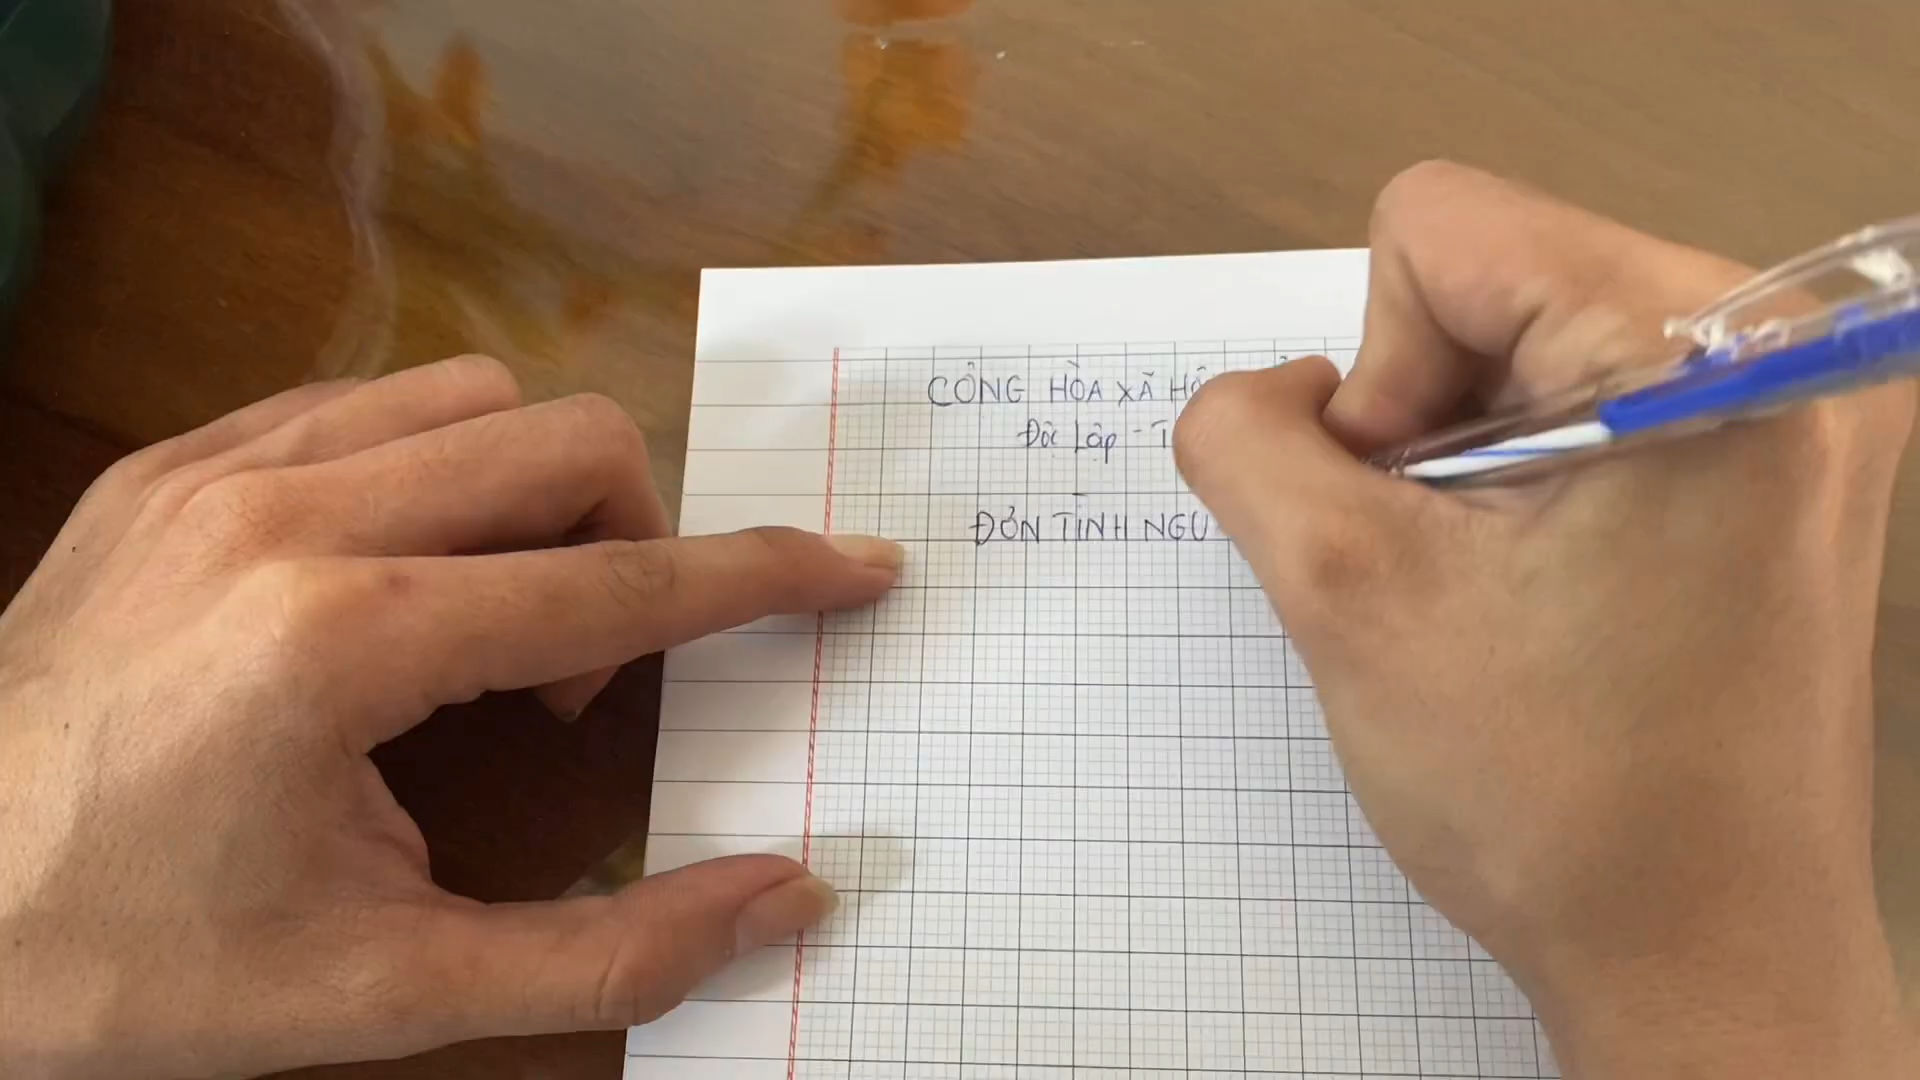 CỘNG HÒA XÃ HỘ
Độc Lập - T
ĐƠN TÌNH NGU